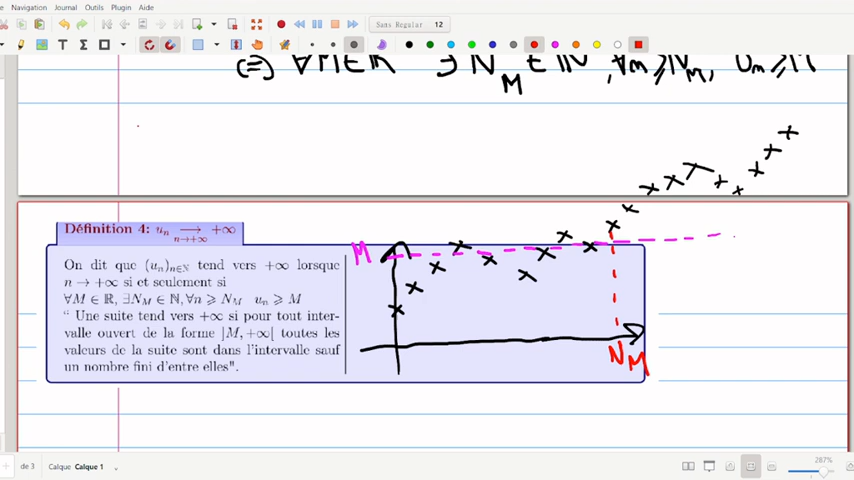 Navigation Journal Outils Plugin Aide
Sans Regular 12
(=) ∀M∈ℝ ∃ N_M ∈ ℕ, ∀n ⩾ N_M, u_n ⩾ M
Définition 4: u_n ⟶ +∞
n→+∞
On dit que (u_n)_{n∈ℕ} tend vers +∞ lorsque
n → +∞ si et seulement si
∀M ∈ ℝ, ∃N_M ∈ ℕ, ∀n ⩾ N_M u_n ⩾ M
“ Une suite tend vers +∞ si pour tout inter-
valle ouvert de la forme ]M, +∞[ toutes les
valeurs de la suite sont dans l'intervalle sauf
un nombre fini d'entre elles".
M
N_M
de 3 Calque Calque 1
287%